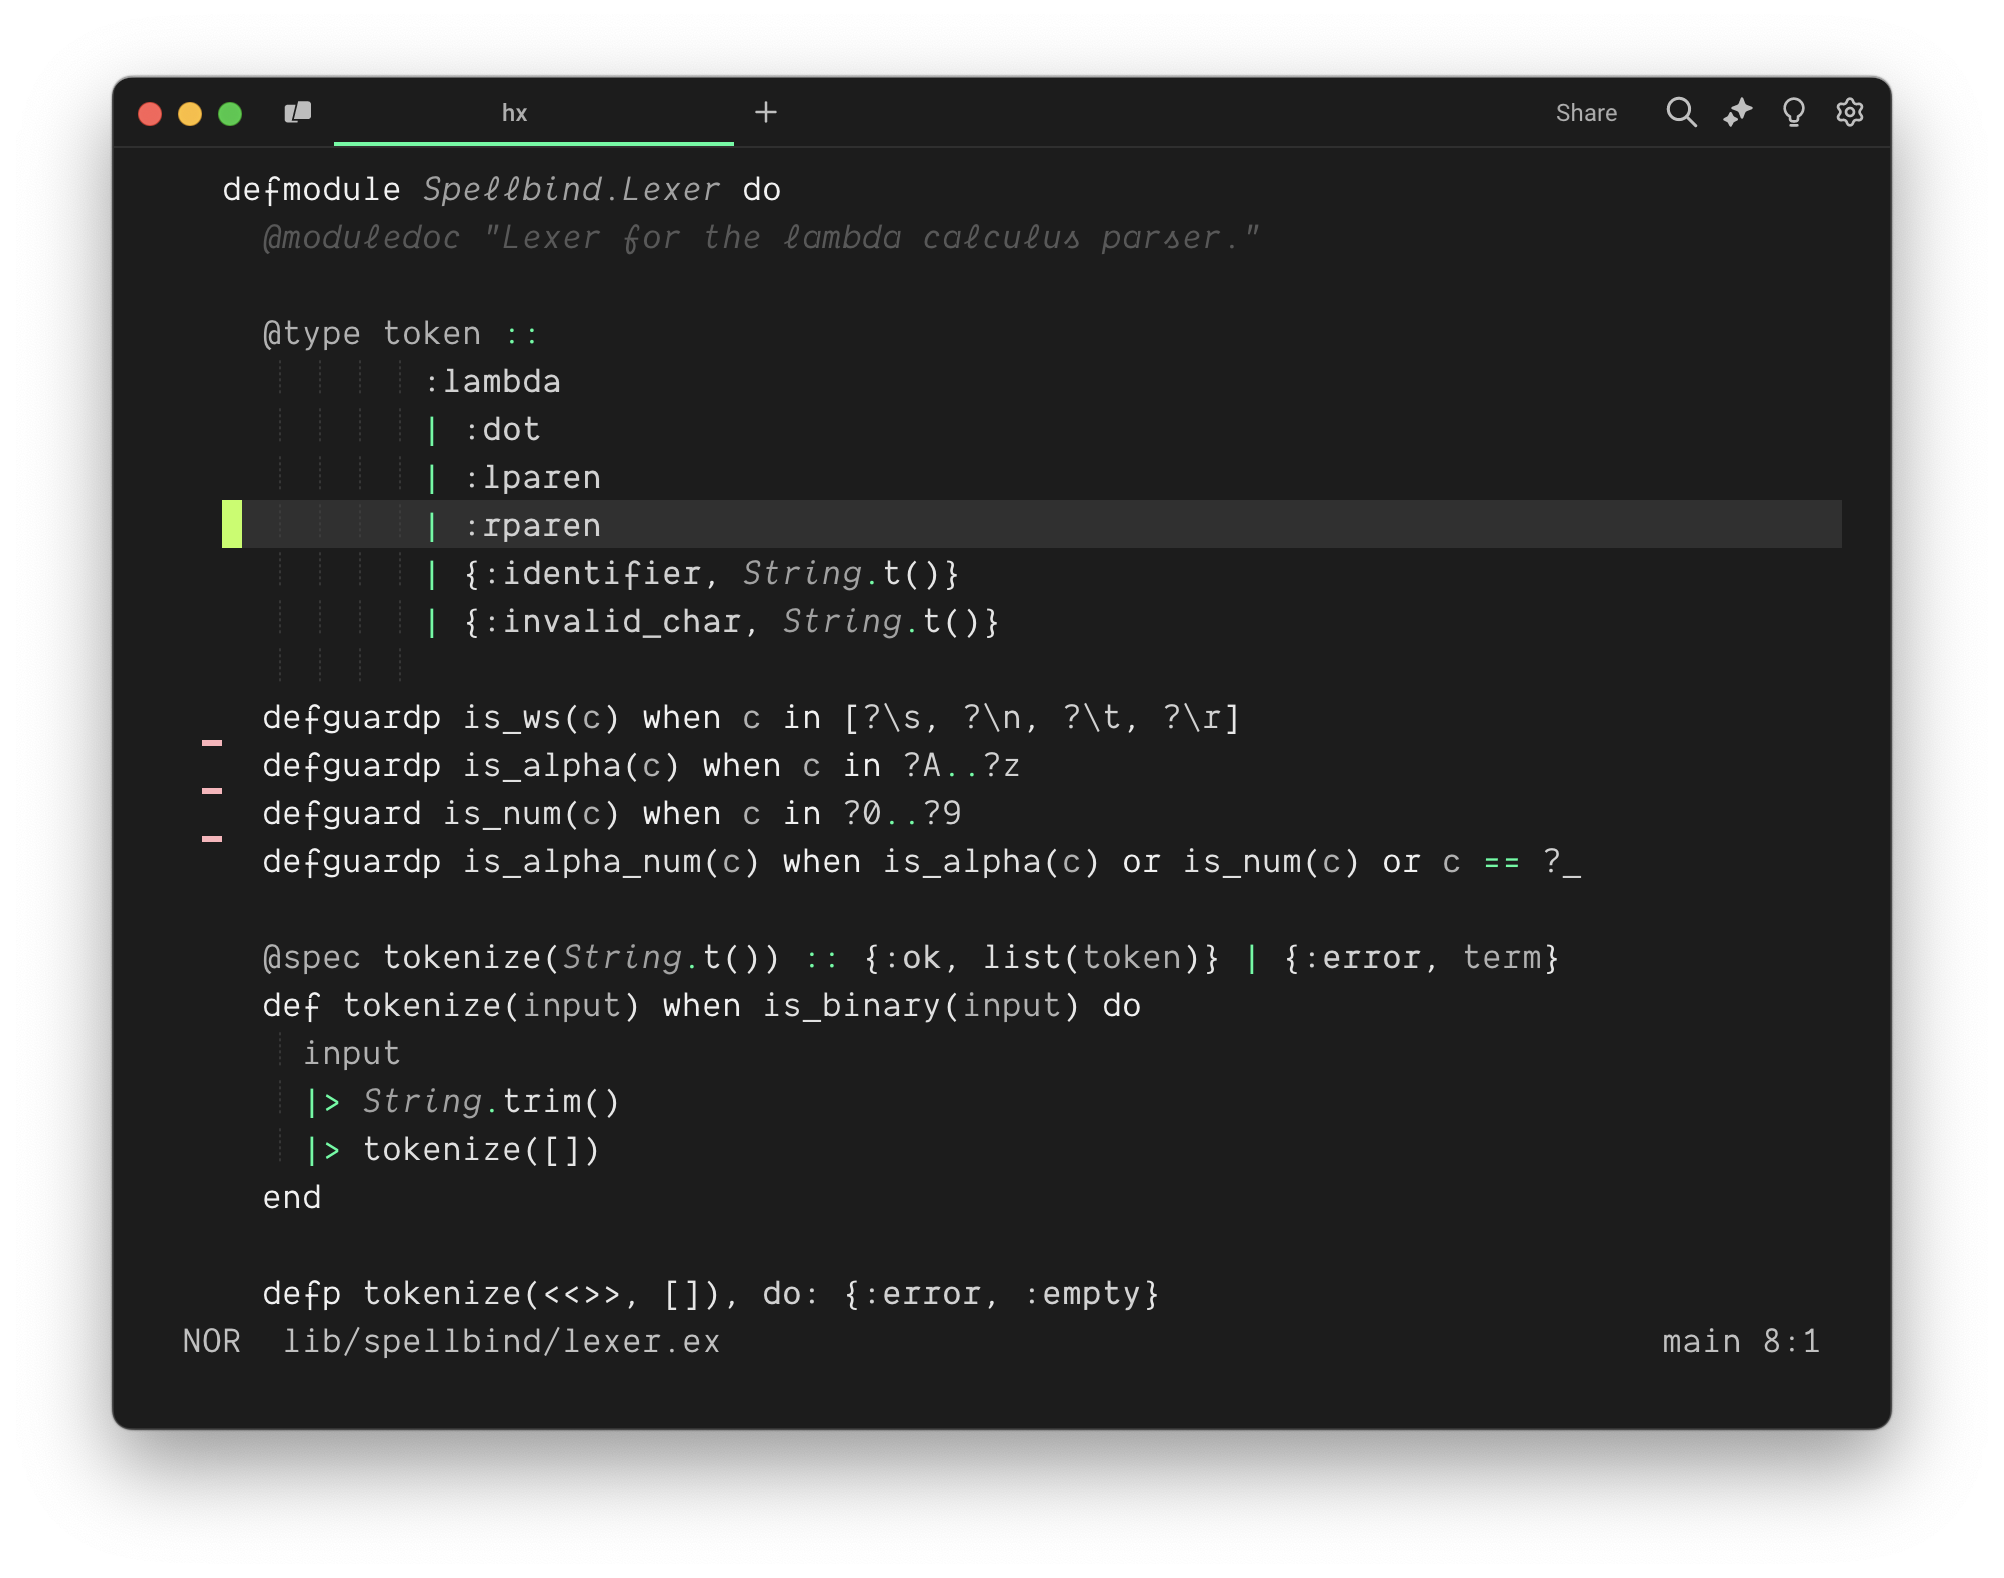 hx + Share
defmodule Spellbind.Lexer do
  @moduledoc "Lexer for the lambda calculus parser."

  @type token ::
          :lambda
          | :dot
          | :lparen
          | :rparen
          | {:identifier, String.t()}
          | {:invalid_char, String.t()}

  defguardp is_ws(c) when c in [?\s, ?\n, ?\t, ?\r]
  defguardp is_alpha(c) when c in ?A..?z
  defguard is_num(c) when c in ?0..?9
  defguardp is_alpha_num(c) when is_alpha(c) or is_num(c) or c == ?_

  @spec tokenize(String.t()) :: {:ok, list(token)} | {:error, term}
  def tokenize(input) when is_binary(input) do
    input
    |> String.trim()
    |> tokenize([])
  end

  defp tokenize(<<>>, []), do: {:error, :empty}
NOR  lib/spellbind/lexer.ex main 8:1